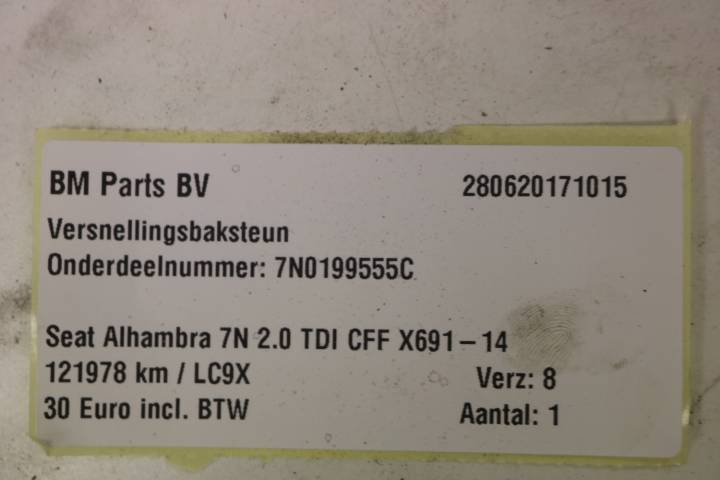 BM Parts BV 280620171015
Versnellingsbaksteun
Onderdeelnummer: 7N0199555C
Seat Alhambra 7N 2.0 TDI CFF X691-14
121978 km / LC9X Verz: 8
30 Euro incl. BTW Aantal: 1